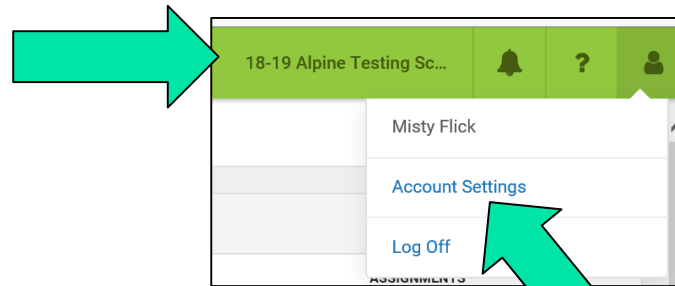 18-19 Alpine Testing Sc... ?
Misty Flick
Account Settings
Log Off
ASSIGNMENTS